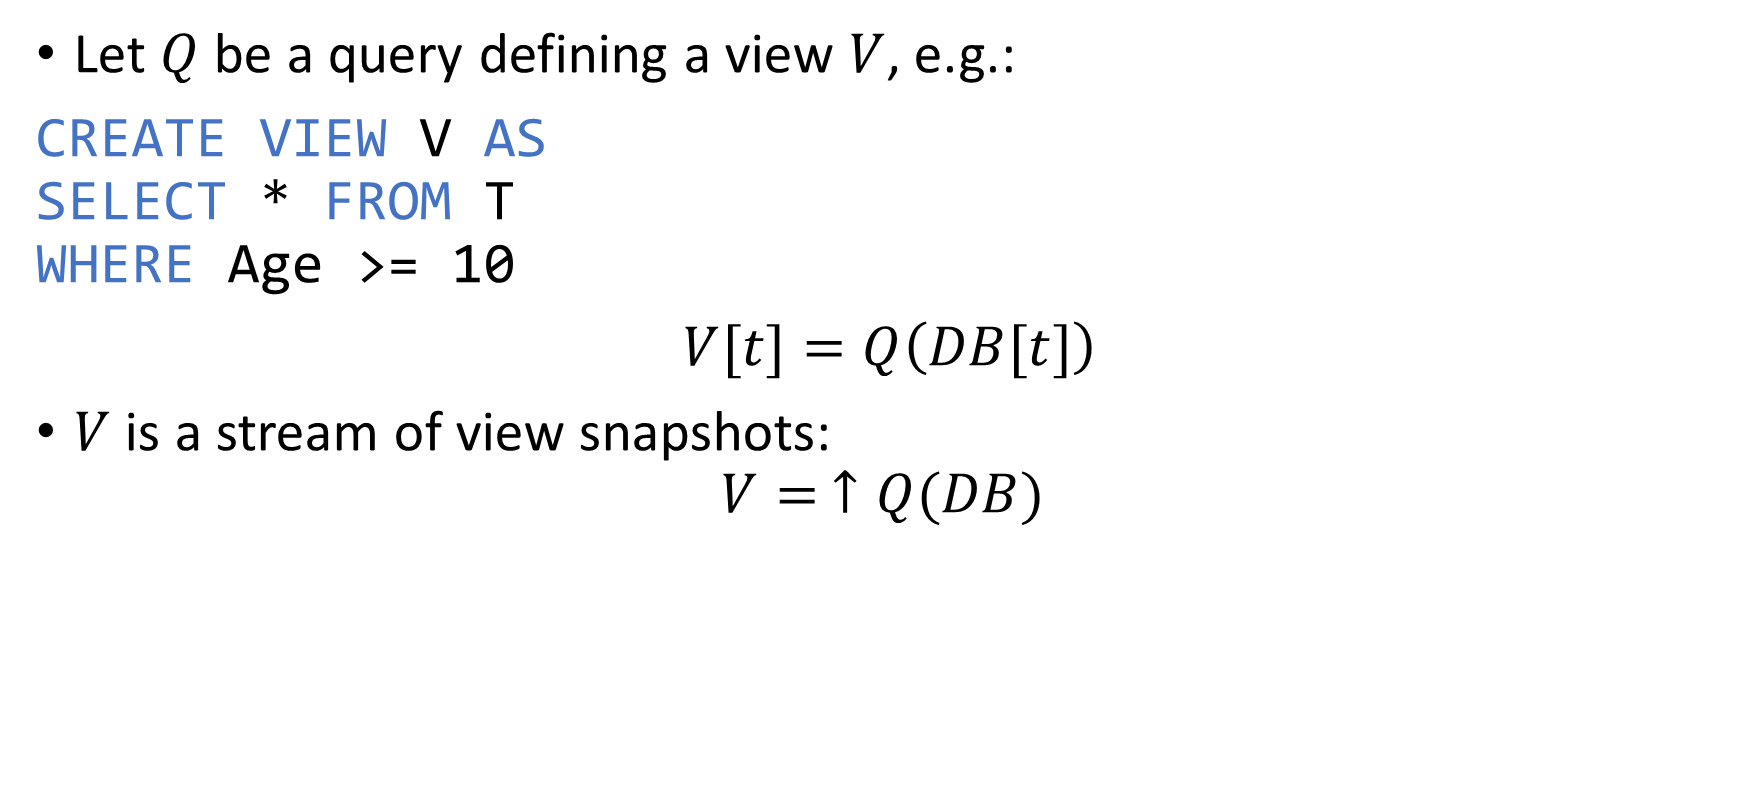 • Let 𝑄 be a query defining a view 𝑉, e.g.:
CREATE VIEW V AS
SELECT * FROM T
WHERE Age >= 10
𝑉[𝑡] = 𝑄(𝐷𝐵[𝑡])
• 𝑉 is a stream of view snapshots:
𝑉 =↑ 𝑄(𝐷𝐵)